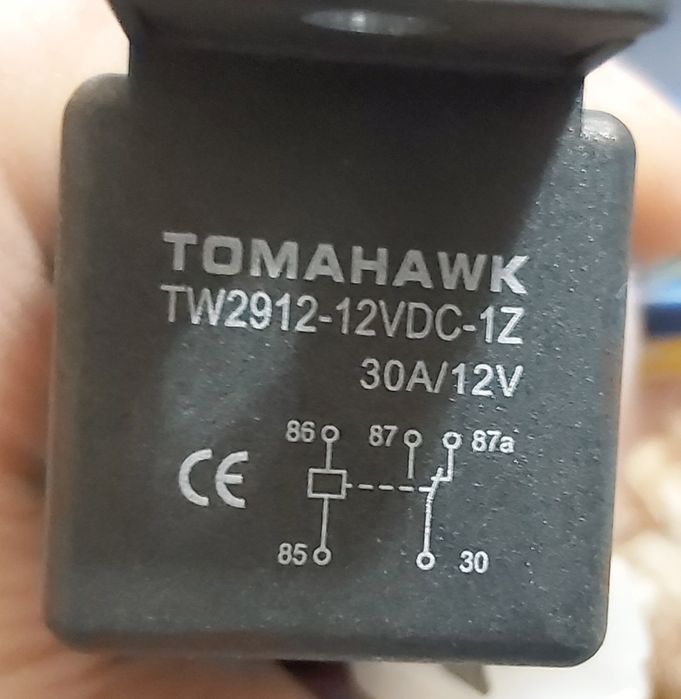 TOMAHAWK
TW2912-12VDC-1Z
30A/12V
86 87 87a
CE
85 30